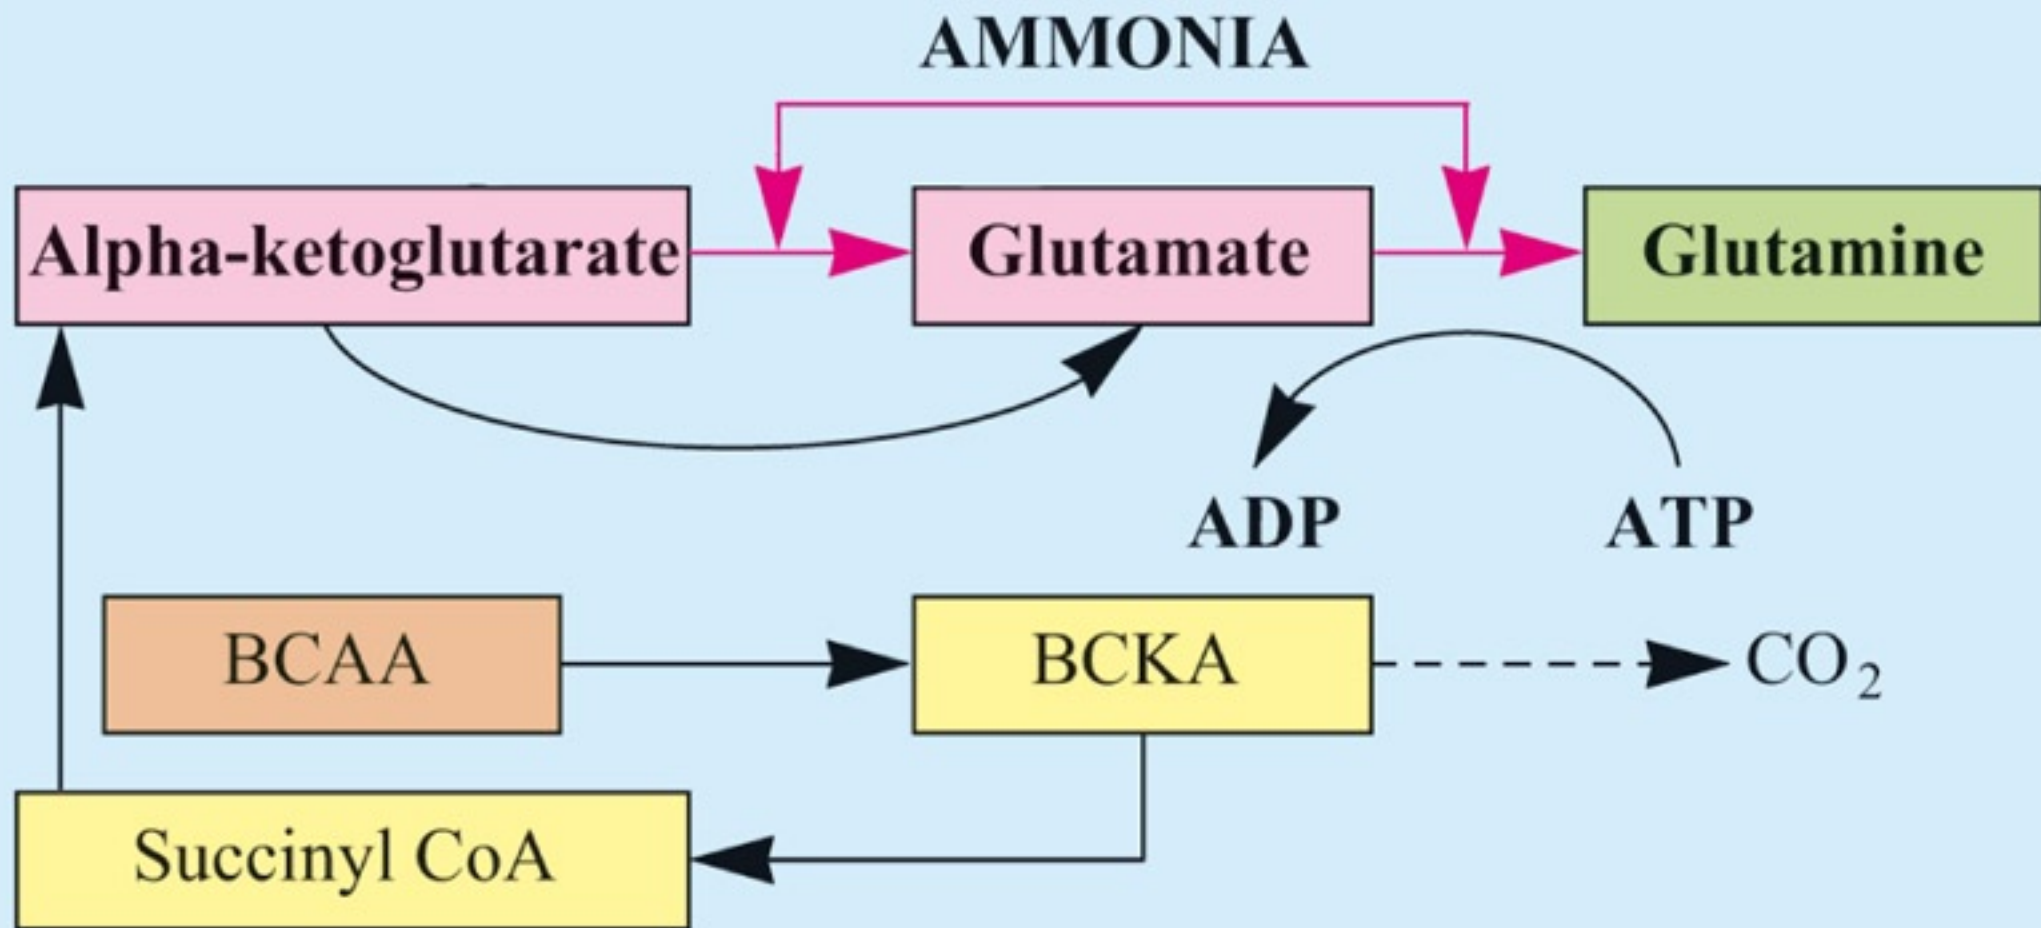 AMMONIA
Alpha-ketoglutarate
Glutamate
Glutamine
ADP
ATP
BCAA
BCKA
CO₂
Succinyl CoA